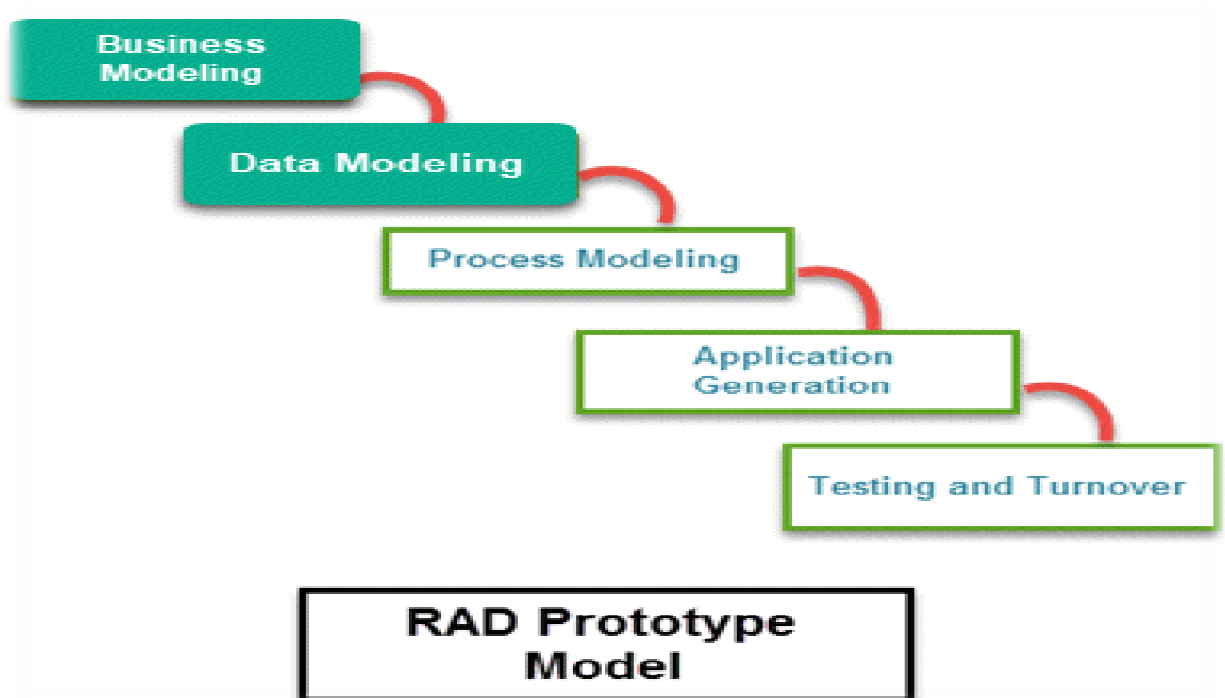 Business
Modeling
Data Modeling
Process Modeling
Application
Generation
Testing and Turnover
RAD Prototype
Model